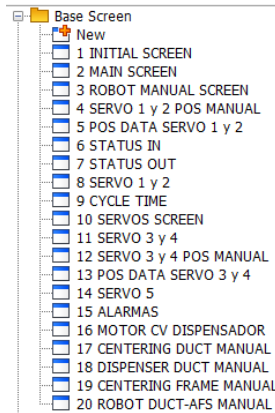 Base Screen
New
1 INITIAL SCREEN
2 MAIN SCREEN
3 ROBOT MANUAL SCREEN
4 SERVO 1 y 2 POS MANUAL
5 POS DATA SERVO 1 y 2
6 STATUS IN
7 STATUS OUT
8 SERVO 1 y 2
9 CYCLE TIME
10 SERVOS SCREEN
11 SERVO 3 y 4
12 SERVO 3 y 4 POS MANUAL
13 POS DATA SERVO 3 y 4
14 SERVO 5
15 ALARMAS
16 MOTOR CV DISPENSADOR
17 CENTERING DUCT MANUAL
18 DISPENSER DUCT MANUAL
19 CENTERING FRAME MANUAL
20 ROBOT DUCT-AFS MANUAL